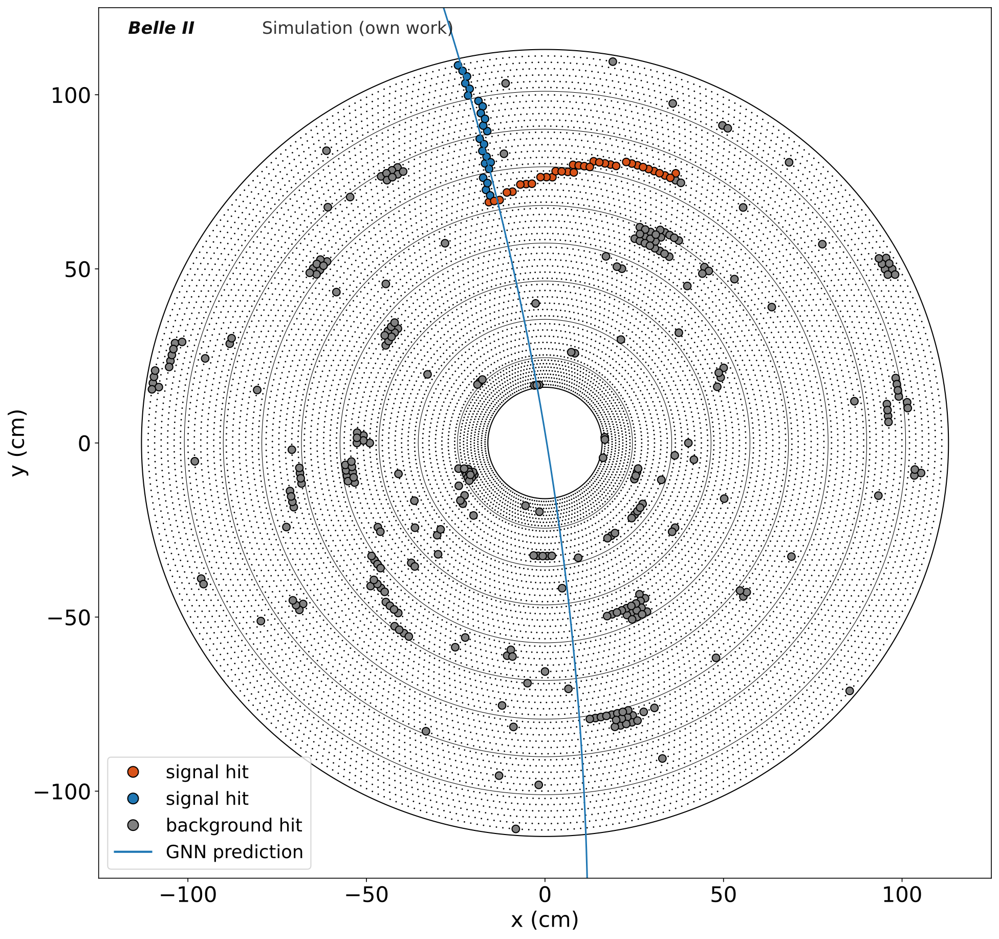 Belle II Simulation (own work)
100
50
0
−50
−100
y (cm)
signal hit
signal hit
background hit
GNN prediction
−100 −50 0 50 100
x (cm)